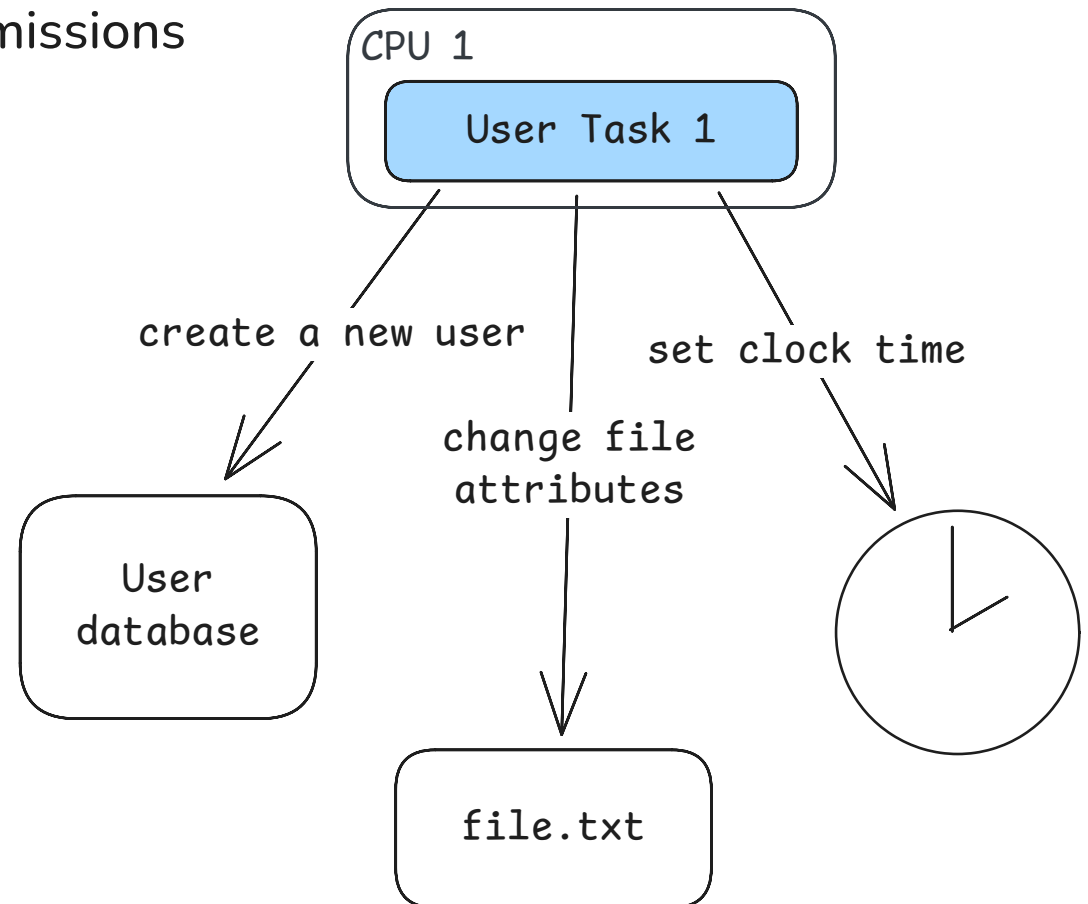 missions
CPU 1
User Task 1
create a new user
set clock time
change file
attributes
User
database
file.txt